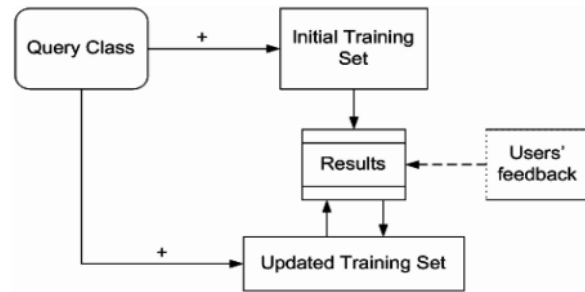 Query Class
+
Initial Training
Set
Results
Users'
feedback
+
Updated Training Set